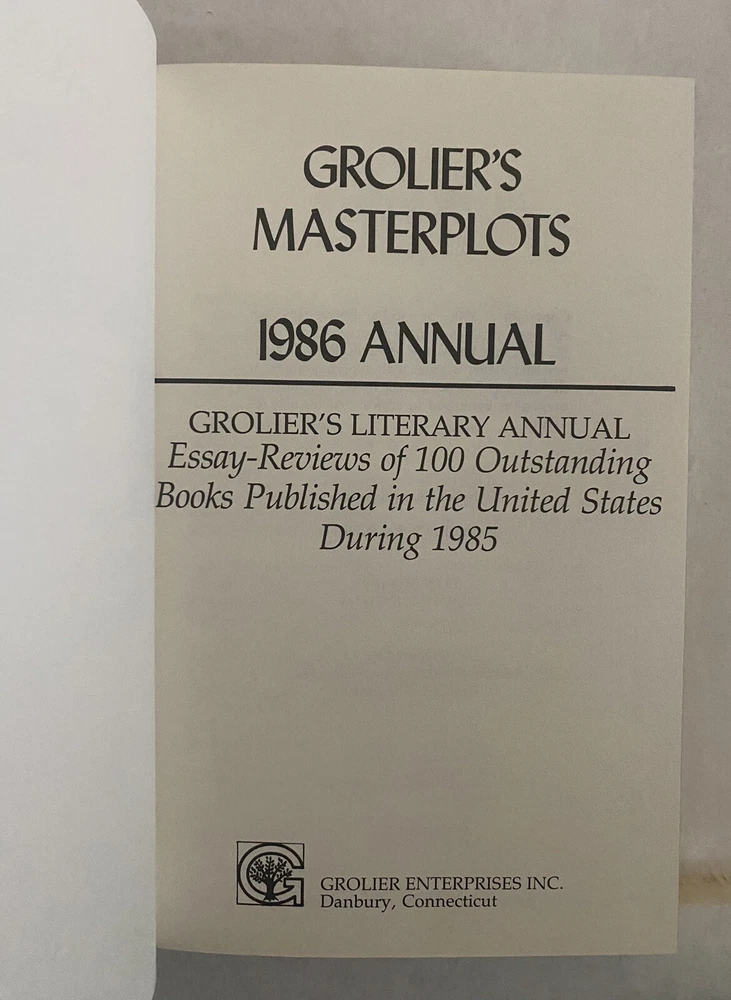 GROLIER'S
MASTERPLOTS
1986 ANNUAL
GROLIER'S LITERARY ANNUAL
Essay-Reviews of 100 Outstanding
Books Published in the United States
During 1985
G
GROLIER ENTERPRISES INC.
Danbury, Connecticut